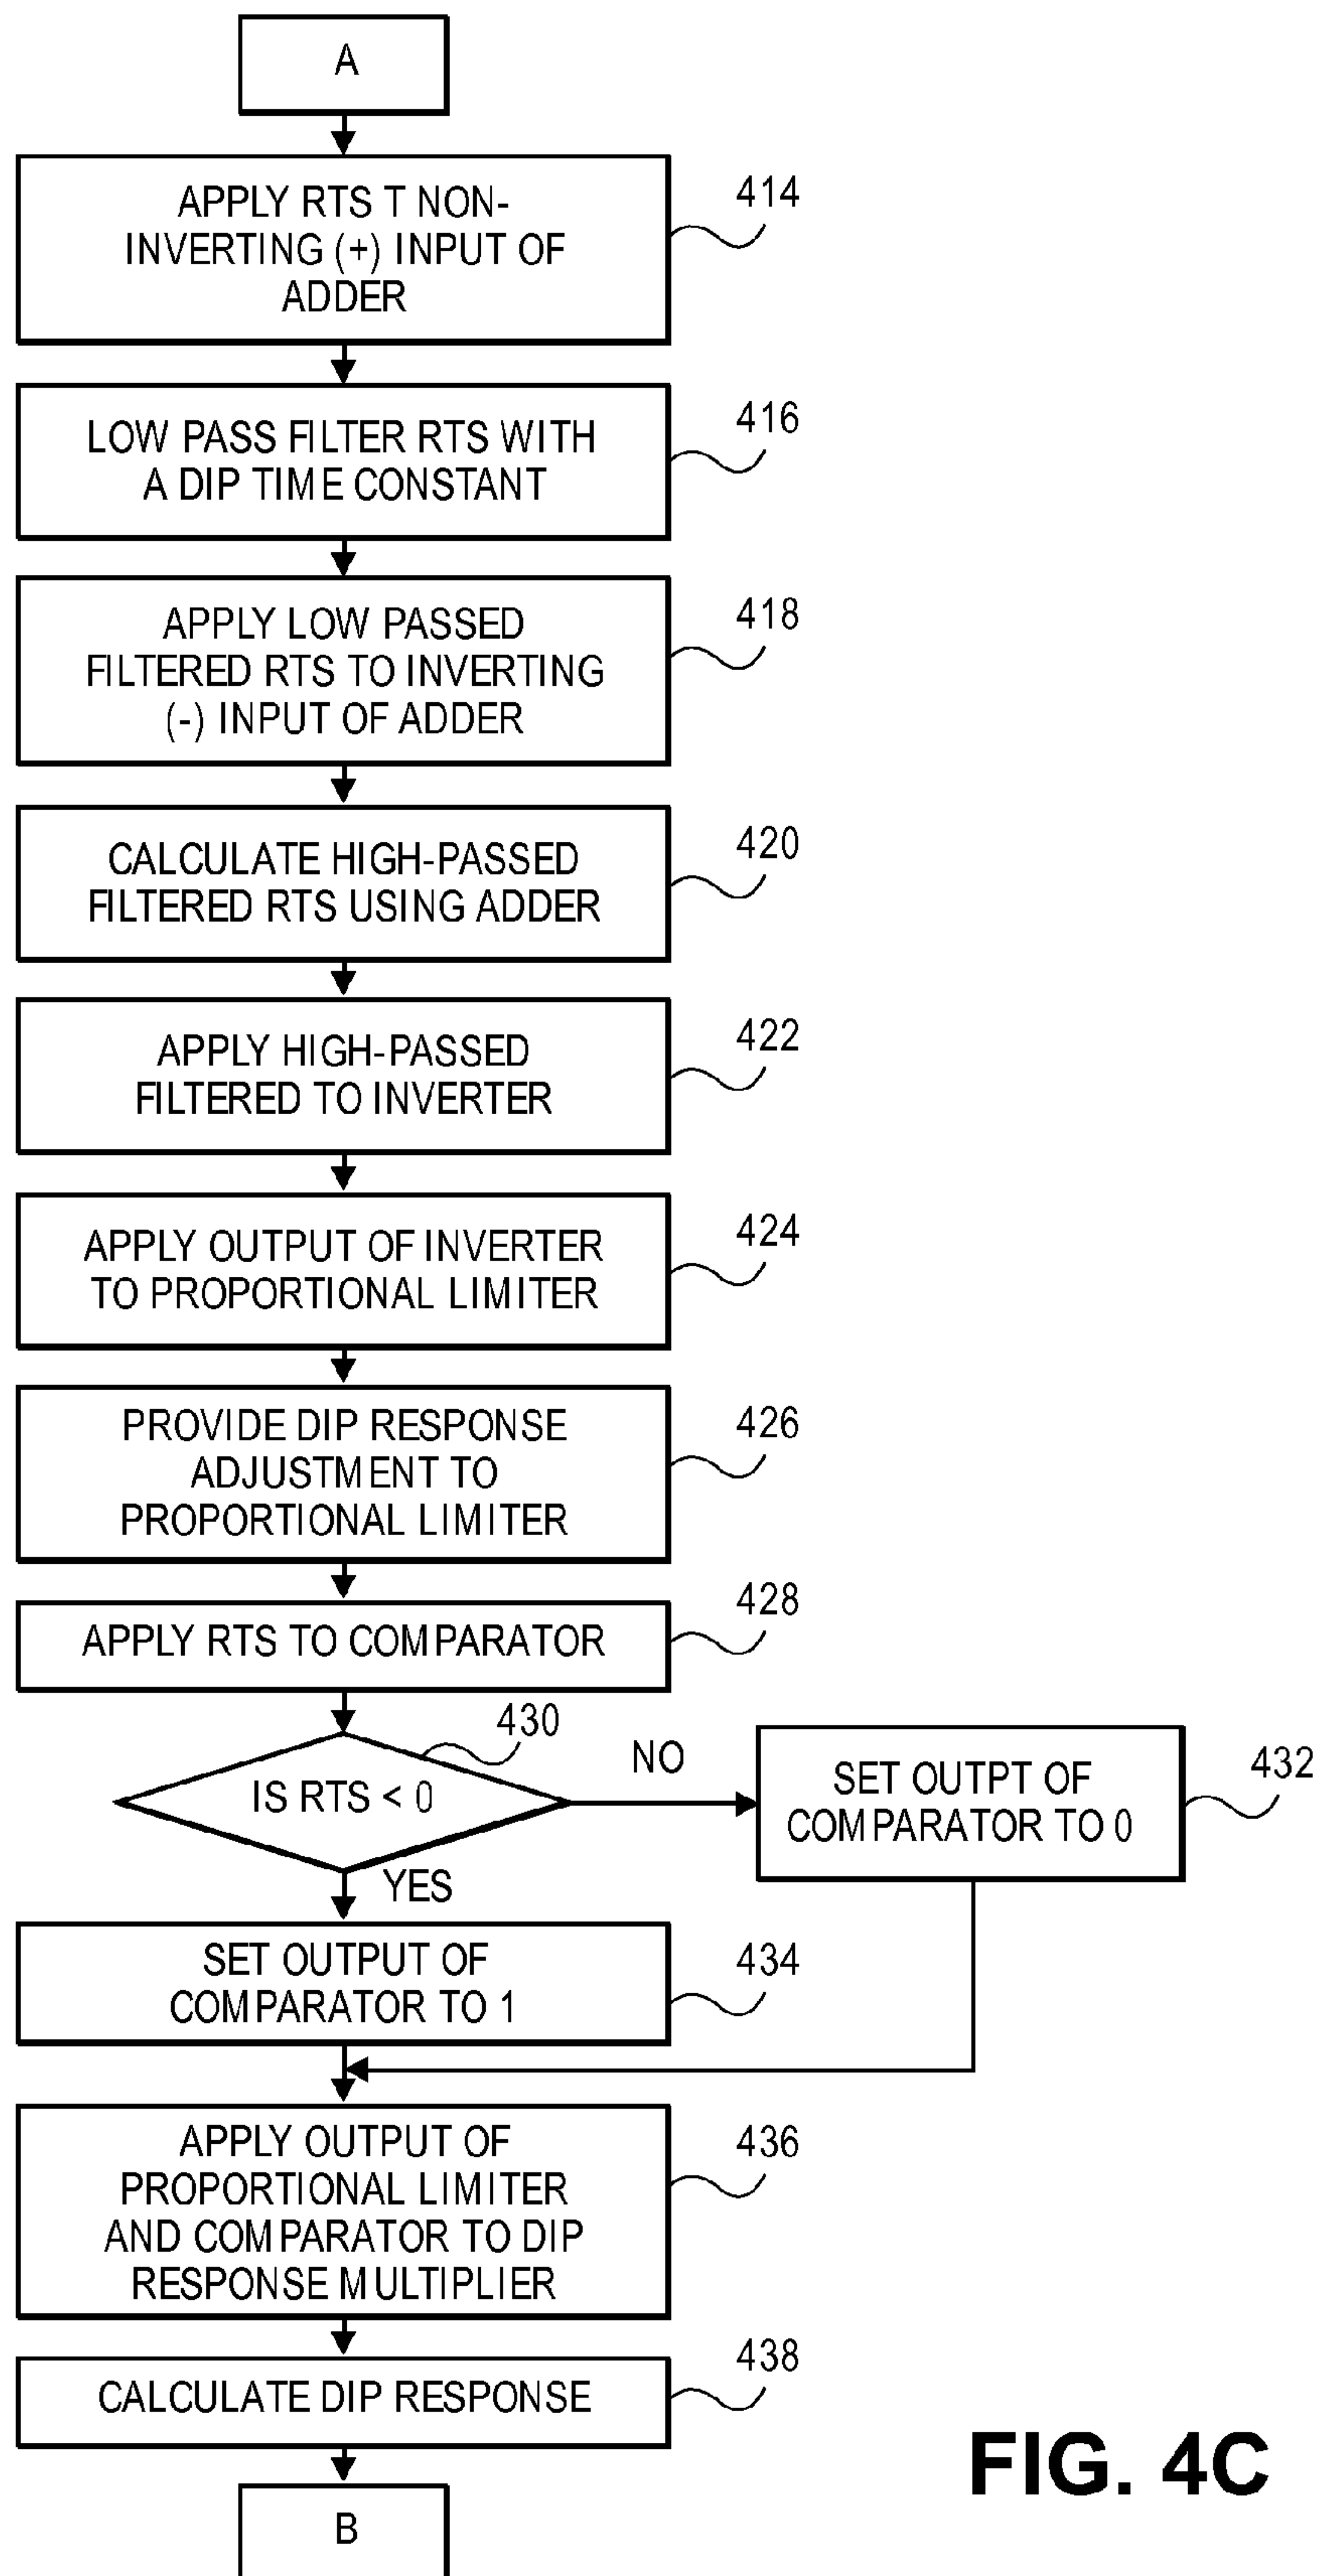 A
APPLY RTS T NON-
INVERTING (+) INPUT OF
ADDER
414
LOW PASS FILTER RTS WITH
A DIP TIME CONSTANT
416
APPLY LOW PASSED
FILTERED RTS TO INVERTING
(-) INPUT OF ADDER
418
CALCULATE HIGH-PASSED
FILTERED RTS USING ADDER
420
APPLY HIGH-PASSED
FILTERED TO INVERTER
422
APPLY OUTPUT OF INVERTER
TO PROPORTIONAL LIMITER
424
PROVIDE DIP RESPONSE
ADJUSTMENT TO
PROPORTIONAL LIMITER
426
APPLY RTS TO COMPARATOR
428
IS RTS < 0
430
NO
SET OUTPT OF
COMPARATOR TO 0
432
YES
SET OUTPUT OF
COMPARATOR TO 1
434
APPLY OUTPUT OF
PROPORTIONAL LIMITER
AND COMPARATOR TO DIP
RESPONSE MULTIPLIER
436
CALCULATE DIP RESPONSE
438
B
FIG. 4C